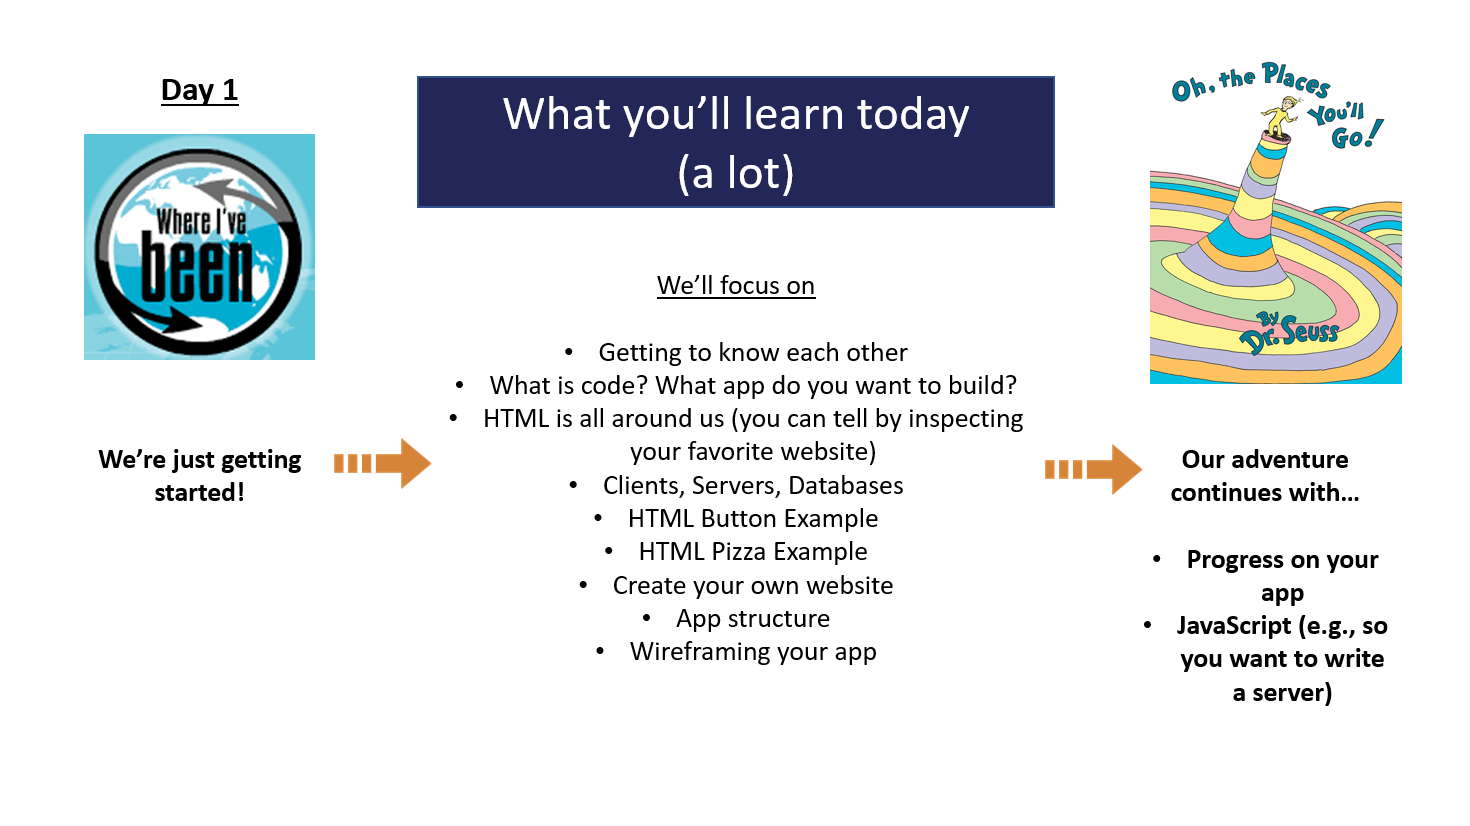 Day 1
Where I've
been
We're just getting
started!
What you'll learn today
(a lot)
We'll focus on
• Getting to know each other
• What is code? What app do you want to build?
• HTML is all around us (you can tell by inspecting
your favorite website)
• Clients, Servers, Databases
• HTML Button Example
• HTML Pizza Example
• Create your own website
• App structure
• Wireframing your app
Oh, the Places
You'll
Go!
By
Dr. Seuss
Our adventure
continues with...
• Progress on your
app
• JavaScript (e.g., so
you want to write
a server)